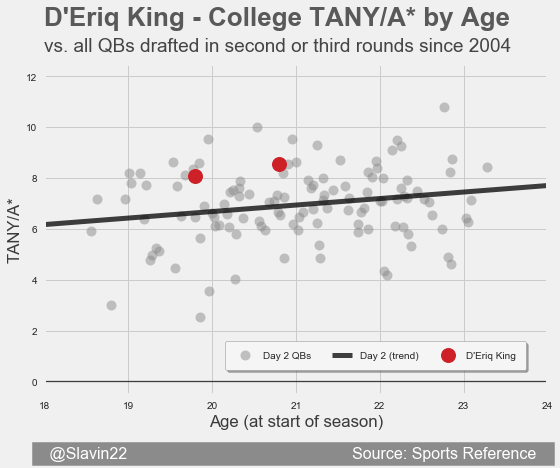 D'Eriq King - College TANY/A* by Age
vs. all QBs drafted in second or third rounds since 2004
12
10
8
6
4
2
0
TANY/A*
Day 2 QBs
Day 2 (trend)
D'Eriq King
18
19
20
21
22
23
24
Age (at start of season)
@Slavin22
Source: Sports Reference